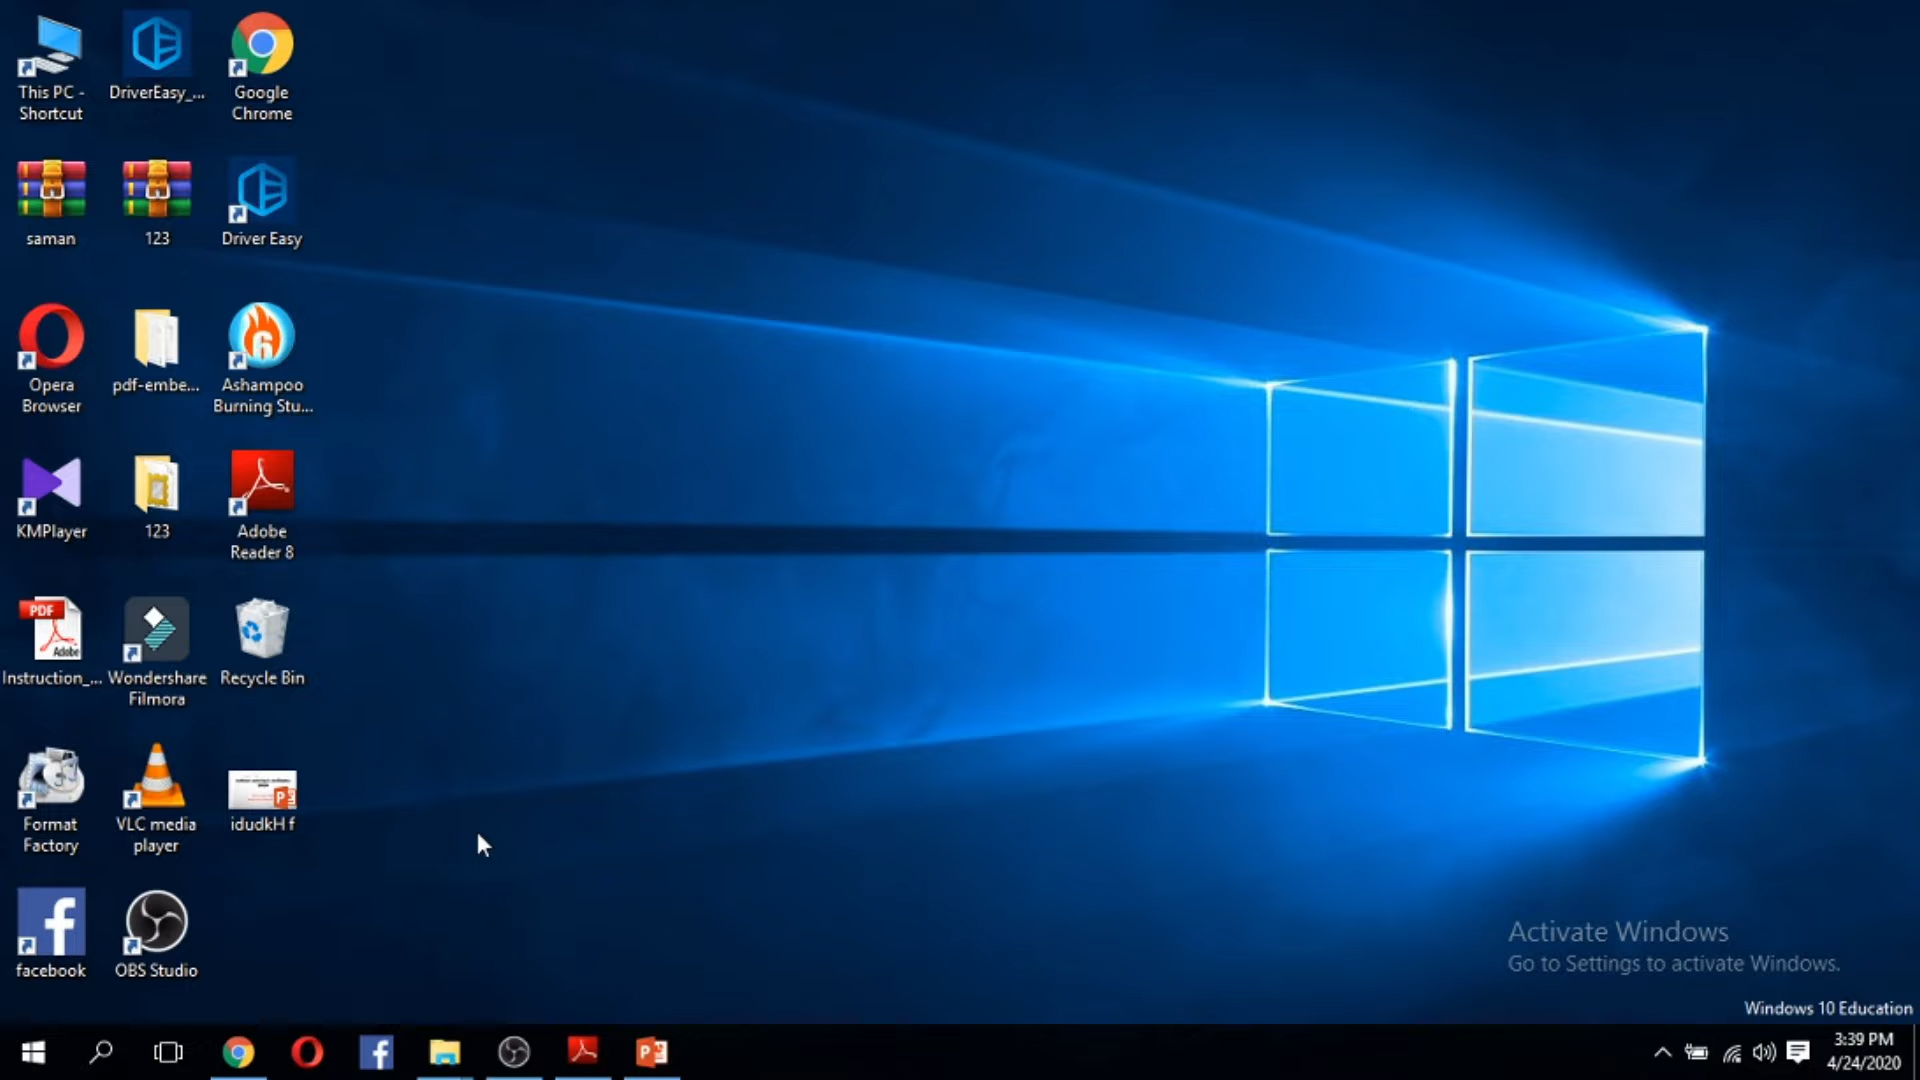 This PC -
Shortcut
DriverEasy_...
Google
Chrome
saman
123
Driver Easy
Opera
Browser
pdf-embe...
Ashampoo
Burning Stu...
KMPlayer
123
Adobe
Reader 8
PDF
Adobe
Instruction_...
Wondershare
Filmora
Recycle Bin
Format
Factory
VLC media
player
idudkH f
facebook
OBS Studio
Activate Windows
Go to Settings to activate Windows.
Windows 10 Education
3:39 PM
4/24/2020